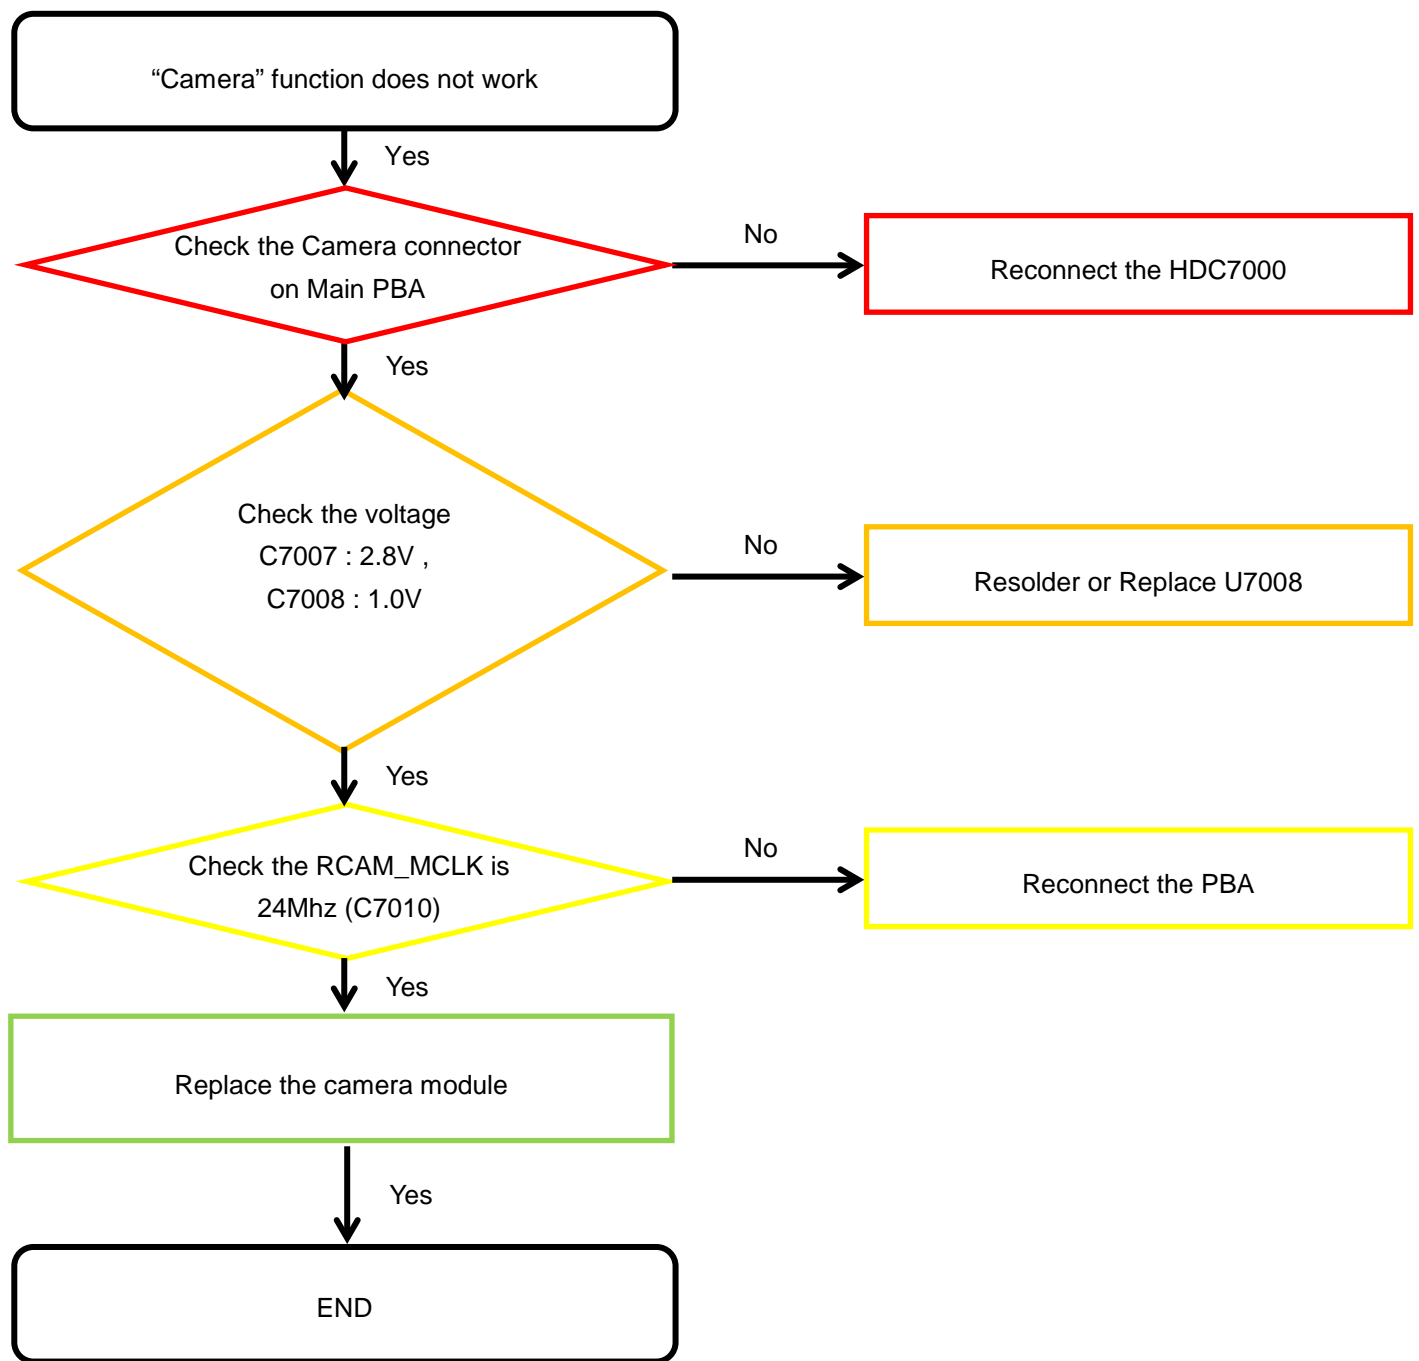 “Camera” function does not work
Yes
Check the Camera connector
on Main PBA
No
Reconnect the HDC7000
Yes
Check the voltage
C7007 : 2.8V ,
C7008 : 1.0V
No
Resolder or Replace U7008
Yes
Check the RCAM_MCLK is
24Mhz (C7010)
No
Reconnect the PBA
Yes
Replace the camera module
Yes
END